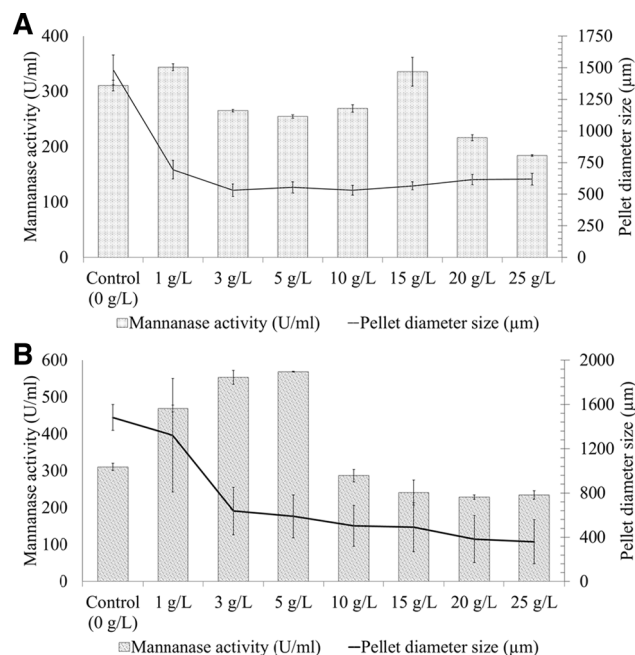 A
Mannanase activity (U/ml)
400
300
200
100
0
1750
1500
1250
1000
750
500
250
0
Pellet diameter size (µm)
Control 1 g/L 3 g/L 5 g/L 10 g/L 15 g/L 20 g/L 25 g/L
(0 g/L)
Mannanase activity (U/ml) Pellet diameter size (µm)
B
Mannanase activity (U/ml)
600
500
400
300
200
100
0
2000
1600
1200
800
400
0
Pellet diameter size (µm)
Control 1 g/L 3 g/L 5 g/L 10 g/L 15 g/L 20 g/L 25 g/L
(0 g/L)
Mannanase activity (U/ml) Pellet diameter size (µm)